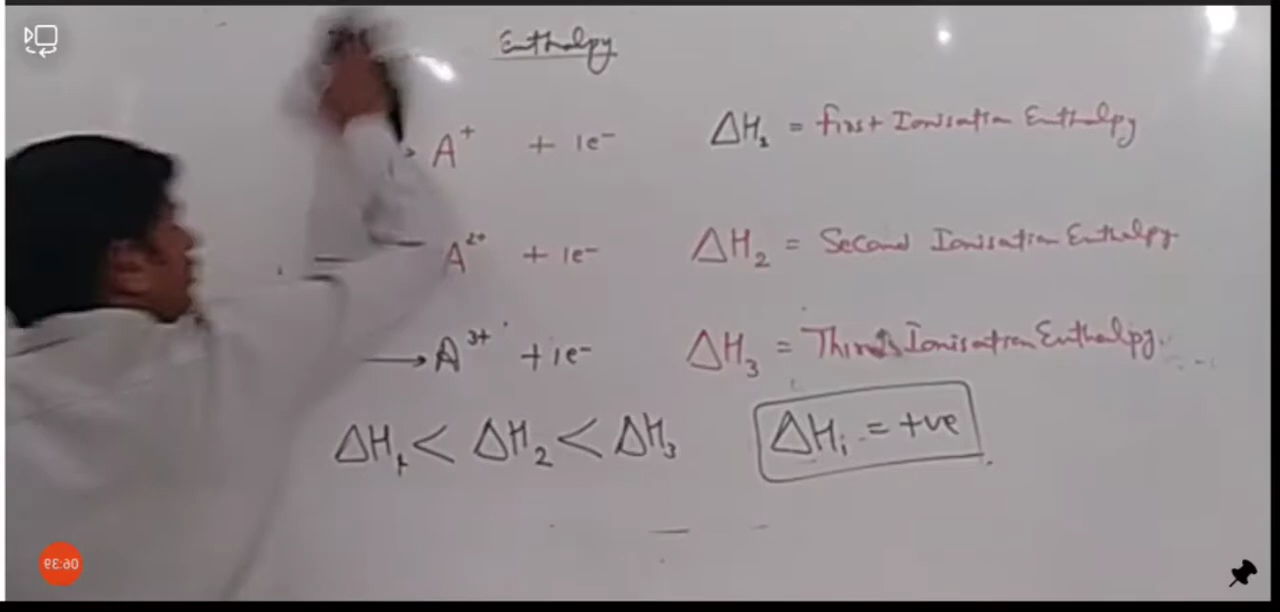 Enthalpy
A⁺ + 1e⁻ ΔH₁ = first Ionisation Enthalpy
A²⁺ + 1e⁻ ΔH₂ = Second Ionisation Enthalpy
→ A³⁺ + 1e⁻ ΔH₃ = Third Ionisation Enthalpy.
ΔH₁ < ΔH₂ < ΔH₃ ΔHᵢ = +ve
06:39